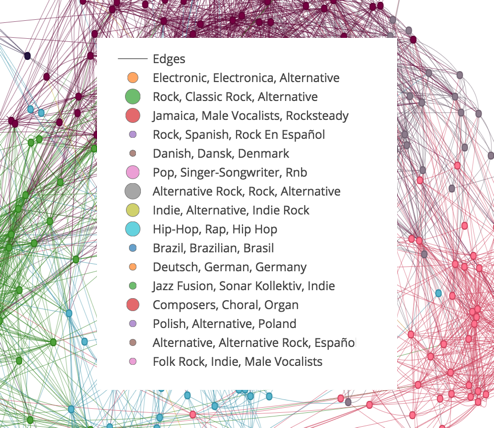 Edges
Electronic, Electronica, Alternative
Rock, Classic Rock, Alternative
Jamaica, Male Vocalists, Rocksteady
Rock, Spanish, Rock En Español
Danish, Dansk, Denmark
Pop, Singer-Songwriter, Rnb
Alternative Rock, Rock, Alternative
Indie, Alternative, Indie Rock
Hip-Hop, Rap, Hip Hop
Brazil, Brazilian, Brasil
Deutsch, German, Germany
Jazz Fusion, Sonar Kollektiv, Indie
Composers, Choral, Organ
Polish, Alternative, Poland
Alternative, Alternative Rock, Españo
Folk Rock, Indie, Male Vocalists